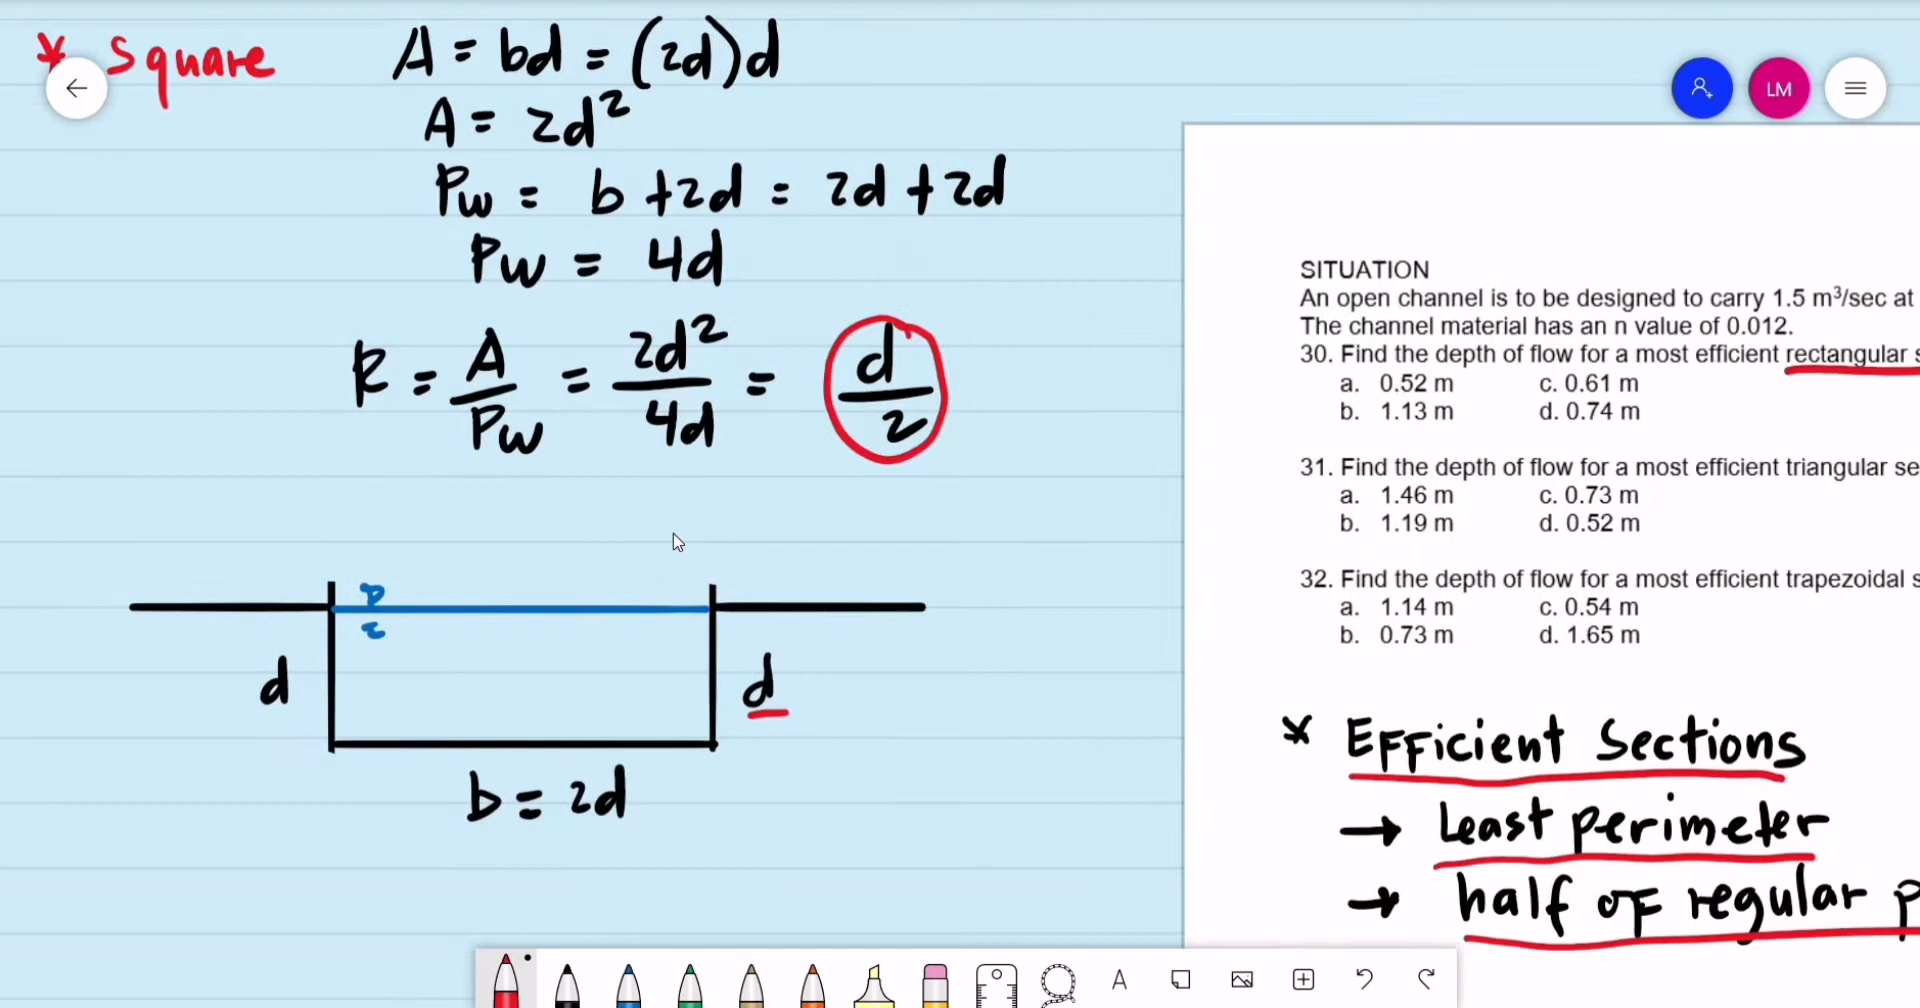 * Square
A = bd = (2d)d
A = 2d²
Pw = b + 2d = 2d + 2d
Pw = 4d
R = A/Pw = 2d²/4d = d/2
d
d
b = 2d
LM
SITUATION
An open channel is to be designed to carry 1.5 m³/sec at
The channel material has an n value of 0.012.
30. Find the depth of flow for a most efficient rectangular s
a. 0.52 m c. 0.61 m
b. 1.13 m d. 0.74 m
31. Find the depth of flow for a most efficient triangular se
a. 1.46 m c. 0.73 m
b. 1.19 m d. 0.52 m
32. Find the depth of flow for a most efficient trapezoidal s
a. 1.14 m c. 0.54 m
b. 0.73 m d. 1.65 m
* Efficient Sections
→ Least perimeter
→ half of regular p
A